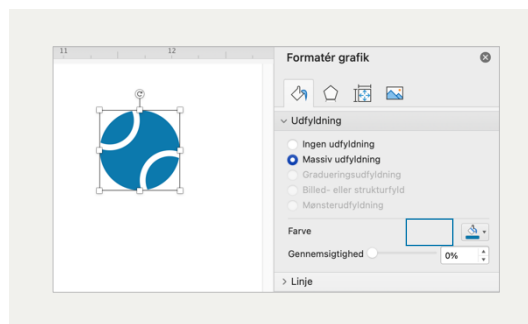 11
12
Formatér grafik
Udfyldning
Ingen udfyldning
Massiv udfyldning
Gradueringsudfyldning
Billed- eller strukturfyld
Mønsterudfyldning
Farve
Gennemsigtighed
0%
Linje